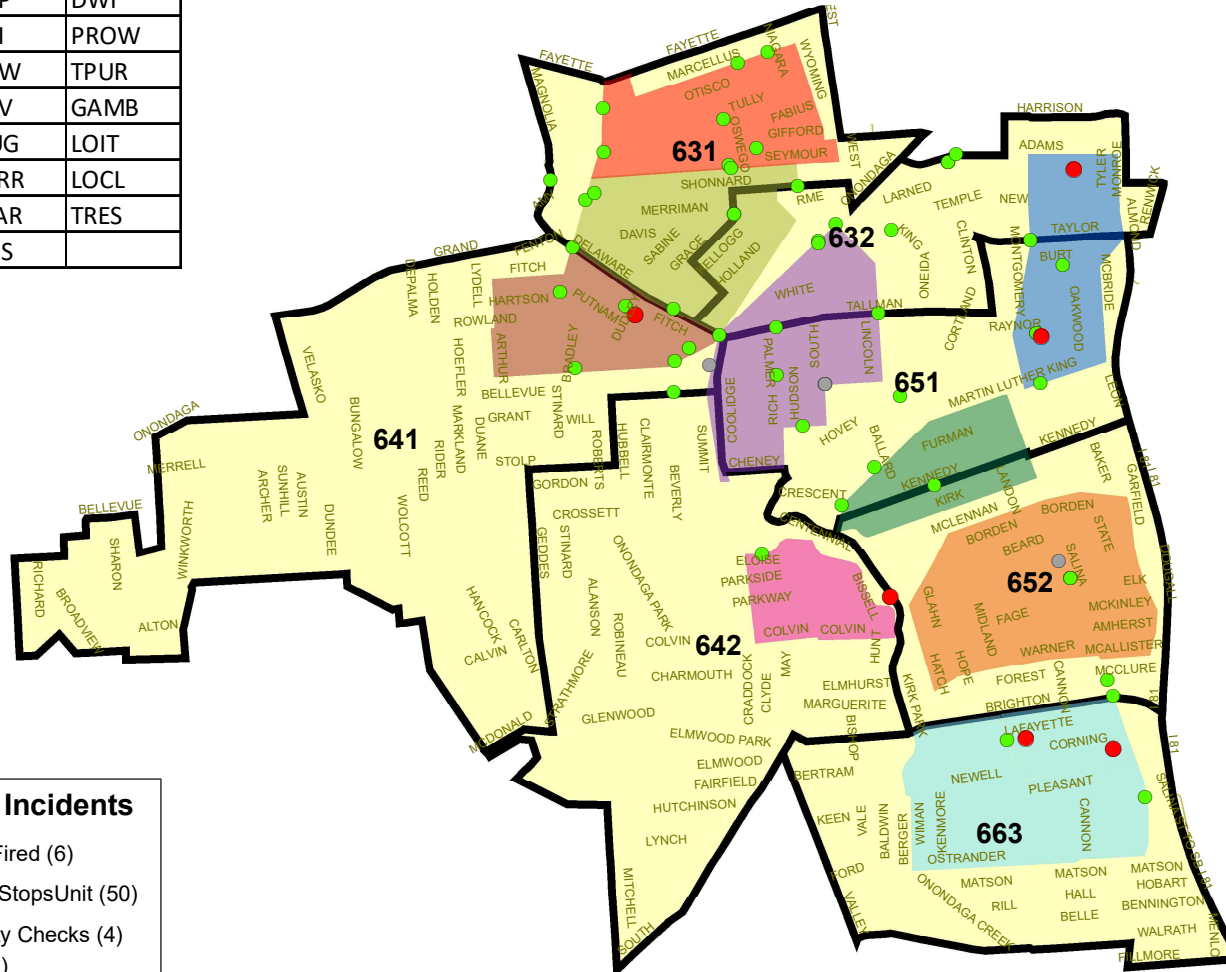 DWI
PROW
TPUR
GAMB
LOIT
LOCL
TRES
HARRISON
FAYETTE
FAYETTE
MARCELLUS
NIAGARA
WYOMING
MAGNOLIA
OTISCO
TULLY
FABIUS
OSWEGO
GIFFORD
SEYMOUR
631
WEST
ADAMS
TYLER
MONROE
SHONNARD
ONONDAGA
LARNED
TEMPLE
NEW
ALMOND
RENWICK
MERRIMAN
632
KING
ONEIDA
CLINTON
TAYLOR
MONTGOMERY
BURT
MCBRIDE
DAVIS
SABINE
GRACE
HOLLAND
GRAND
FENTON
DELAWARE
DEPALMA
HOLDEN
LYDELL
FITCH
HARTSON
PUTNAM
ROWLAND
FITCH
WHITE
TALLMAN
CORTLAND
RAYNOR
OAKWOOD
VELASKO
HOEFLER
ARTHUR
BRADLEY
PALMER
SOUTH
LINCOLN
651
MARTIN LUTHER KING
LEON
BELLEVUE
STINARD
COOLIDGE
RICH
HUDSON
ONONDAGA
BUNGALOW
641
MARKLAND
DUANE
GRANT
WILL
ROBERTS
HUBBELL
CLAIRMONTE
SUMMIT
HOVEY
BALLARD
FURMAN
KENNEDY
RIDER
STOLP
CHENEY
KENNEDY
BAKER
GARFIELD
I81
MERRELL
ARCHER
SUNHILL
AUSTIN
REED
GORDON
BEVERLY
CRESCENT
KIRK
LANDON
BELLEVUE
WINKWORTH
DUNDEE
WOLCOTT
CROSSETT
CENTENNIAL
MCLENNAN
BORDEN
BORDEN
STATE
SHARON
GEDDES
STINARD
ONONDAGA PARK
ELOISE
BEARD
SALINA
RICHARD
BROADVIEW
PARKSIDE
BISSELL
652
ELK
ALTON
HANCOCK
ALANSON
ROBINEAU
PARKWAY
GLAHN
MIDLAND
FAGE
MCKINLEY
CALVIN
CARLTON
COLVIN
642
COLVIN
COLVIN
HUNT
AMHERST
WARNER
MCALLISTER
STRATHMORE
CHARMOUTH
CRADDOCK
CLYDE
MAY
HATCH
HOPE
FOREST
CANNON
MCCLURE
ELMHURST
MARGUERITE
KIRK PARK
BRIGHTON
I81
MCDONALD
GLENWOOD
BISHOP
LAFAYETTE
CORNING
I81
ELMWOOD PARK
ELMWOOD
FAIRFIELD
BERTRAM
NEWELL
PLEASANT
HUTCHINSON
KEEN
VALE
BALDWIN
BERGER
WIMAN
KENMORE
663
CANNON
LYNCH
OSTRANDER
FORD
MATSON
MATSON
MATSON
MITCHELL
VALLEY
ONONDAGA CREEK
RILL
HALL
HOBART
BELLE
BENNINGTON
SOUTH
WALRATH
MENLO
FILLMORE
Incidents
Fired (6)
StopsUnit (50)
Checks (4)